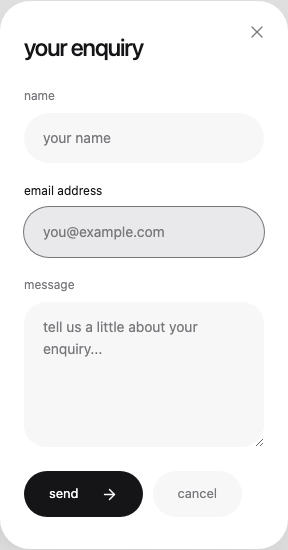 your enquiry
name
your name
email address
you@example.com
message
tell us a little about your
enquiry...
send
cancel